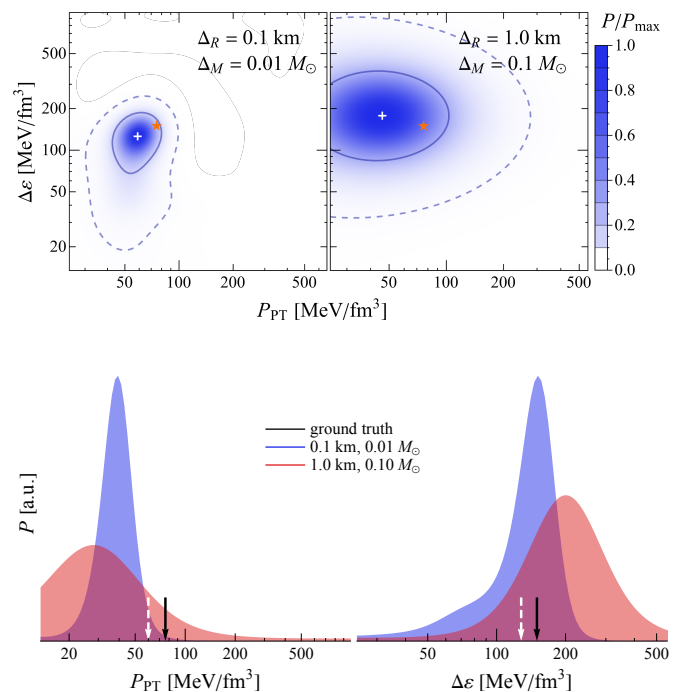 Δ_R = 0.1 km
Δ_M = 0.01 M_⊙
Δ_R = 1.0 km
Δ_M = 0.1 M_⊙
P/P_max
500
200
100
50
20
Δε [MeV/fm³]
50 100 200 500
50 100 200 500
P_PT [MeV/fm³]
1.0
0.8
0.6
0.4
0.2
0.0
ground truth
0.1 km, 0.01 M_⊙
1.0 km, 0.10 M_⊙
P [a.u.]
20 50 100 200 500
50 100 200 500
P_PT [MeV/fm³]
Δε [MeV/fm³]